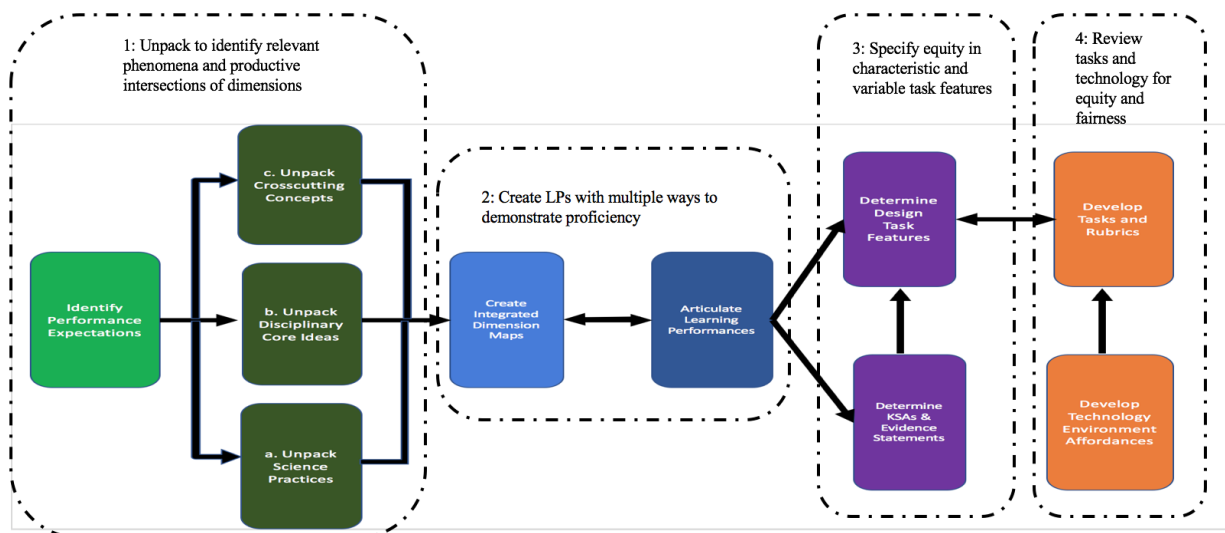 1: Unpack to identify relevant
phenomena and productive
intersections of dimensions
Identify
Performance
Expectations
c. Unpack
Crosscutting
Concepts
b. Unpack
Disciplinary
Core Ideas
a. Unpack
Science
Practices
2: Create LPs with multiple ways to
demonstrate proficiency
Create
Integrated
Dimension
Maps
Articulate
Learning
Performances
3: Specify equity in
characteristic and
variable task features
Determine
Design
Task
Features
Determine
KSAs &
Evidence
Statements
4: Review
tasks and
technology for
equity and
fairness
Develop
Tasks and
Rubrics
Develop
Technology
Environment
Affordances